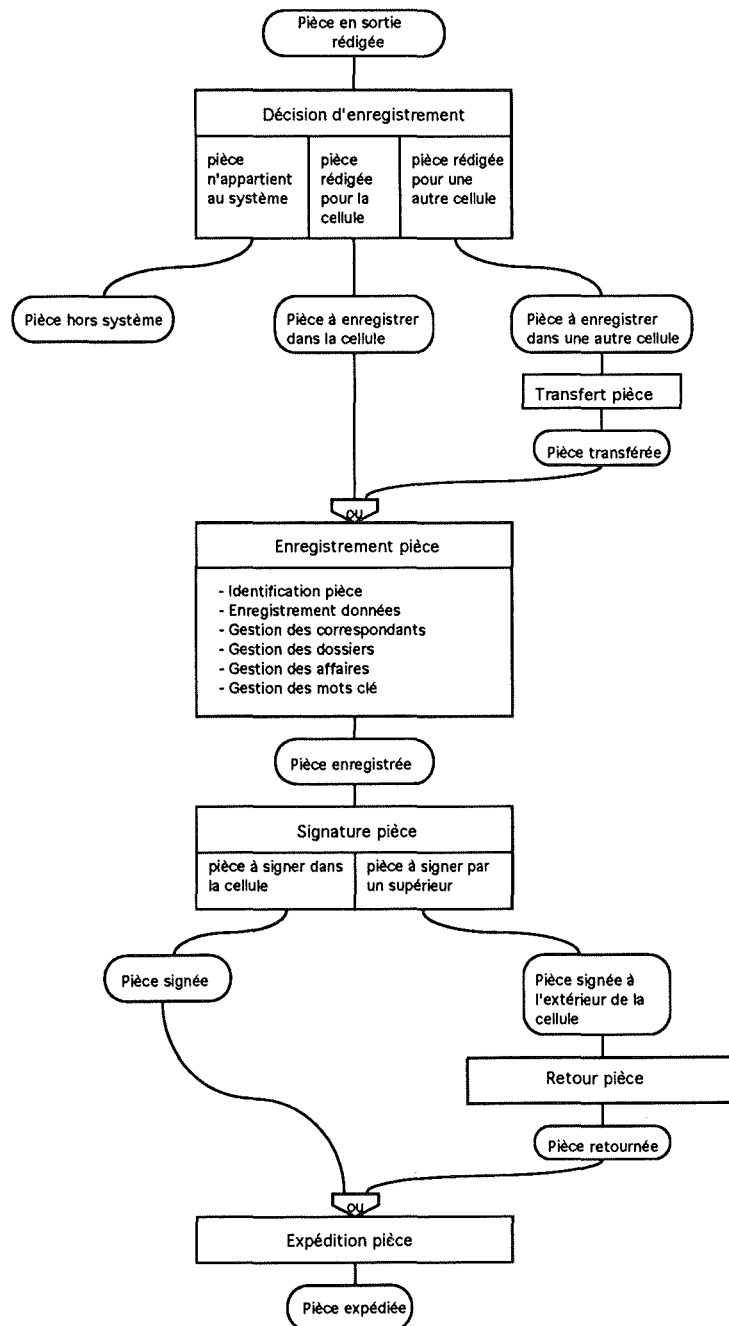 Pièce en sortie
rédigée
Décision d'enregistrement
pièce
n'appartient
au système
pièce
rédigée
pour la
cellule
pièce rédigée
pour une
autre cellule
Pièce hors système
Pièce à enregistrer
dans la cellule
Pièce à enregistrer
dans une autre cellule
Transfert pièce
Pièce transférée
ou
Enregistrement pièce
- Identification pièce
- Enregistrement données
- Gestion des correspondants
- Gestion des dossiers
- Gestion des affaires
- Gestion des mots clé
Pièce enregistrée
Signature pièce
pièce à signer dans
la cellule
pièce à signer par
un supérieur
Pièce signée
Pièce signée à
l'extérieur de la
cellule
Retour pièce
Pièce retournée
ou
Expédition pièce
Pièce expédiée